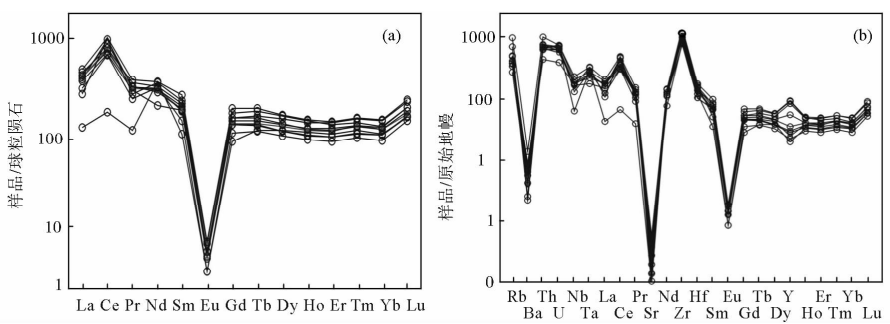 (a)
1000
100
10
1
样品/球粒陨石
La Ce Pr Nd Sm Eu Gd Tb Dy Ho Er Tm Yb Lu
(b)
1000
100
1
1
0
样品/原始地幔
Rb Th Nb La Pr Nd Hf Eu Tb Y Er Yb
Ba U Ta Ce Sr Zr Sm Gd Dy Ho Tm Lu